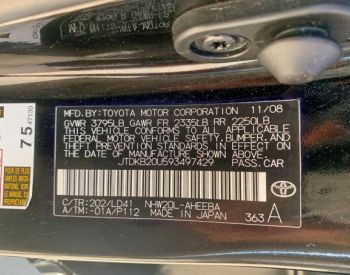 MFD. BY: TOYOTA MOTOR CORPORATION 11/08
GVWR 3795LB GAWR FR 2335LB RR 2250LB
THIS VEHICLE CONFORMS TO ALL APPLICABLE
FEDERAL MOTOR VEHICLE SAFETY, BUMPER, AND
THEFT PREVENTION STANDARDS IN EFFECT ON
THE DATE OF MANUFACTURE SHOWN ABOVE.
JTDKB20U593497429 PASS. CAR
C/TR: 202/LD41 NHW20L-AHEEBA
A/TM: -01A/P112 MADE IN JAPAN 363 A
75 47130